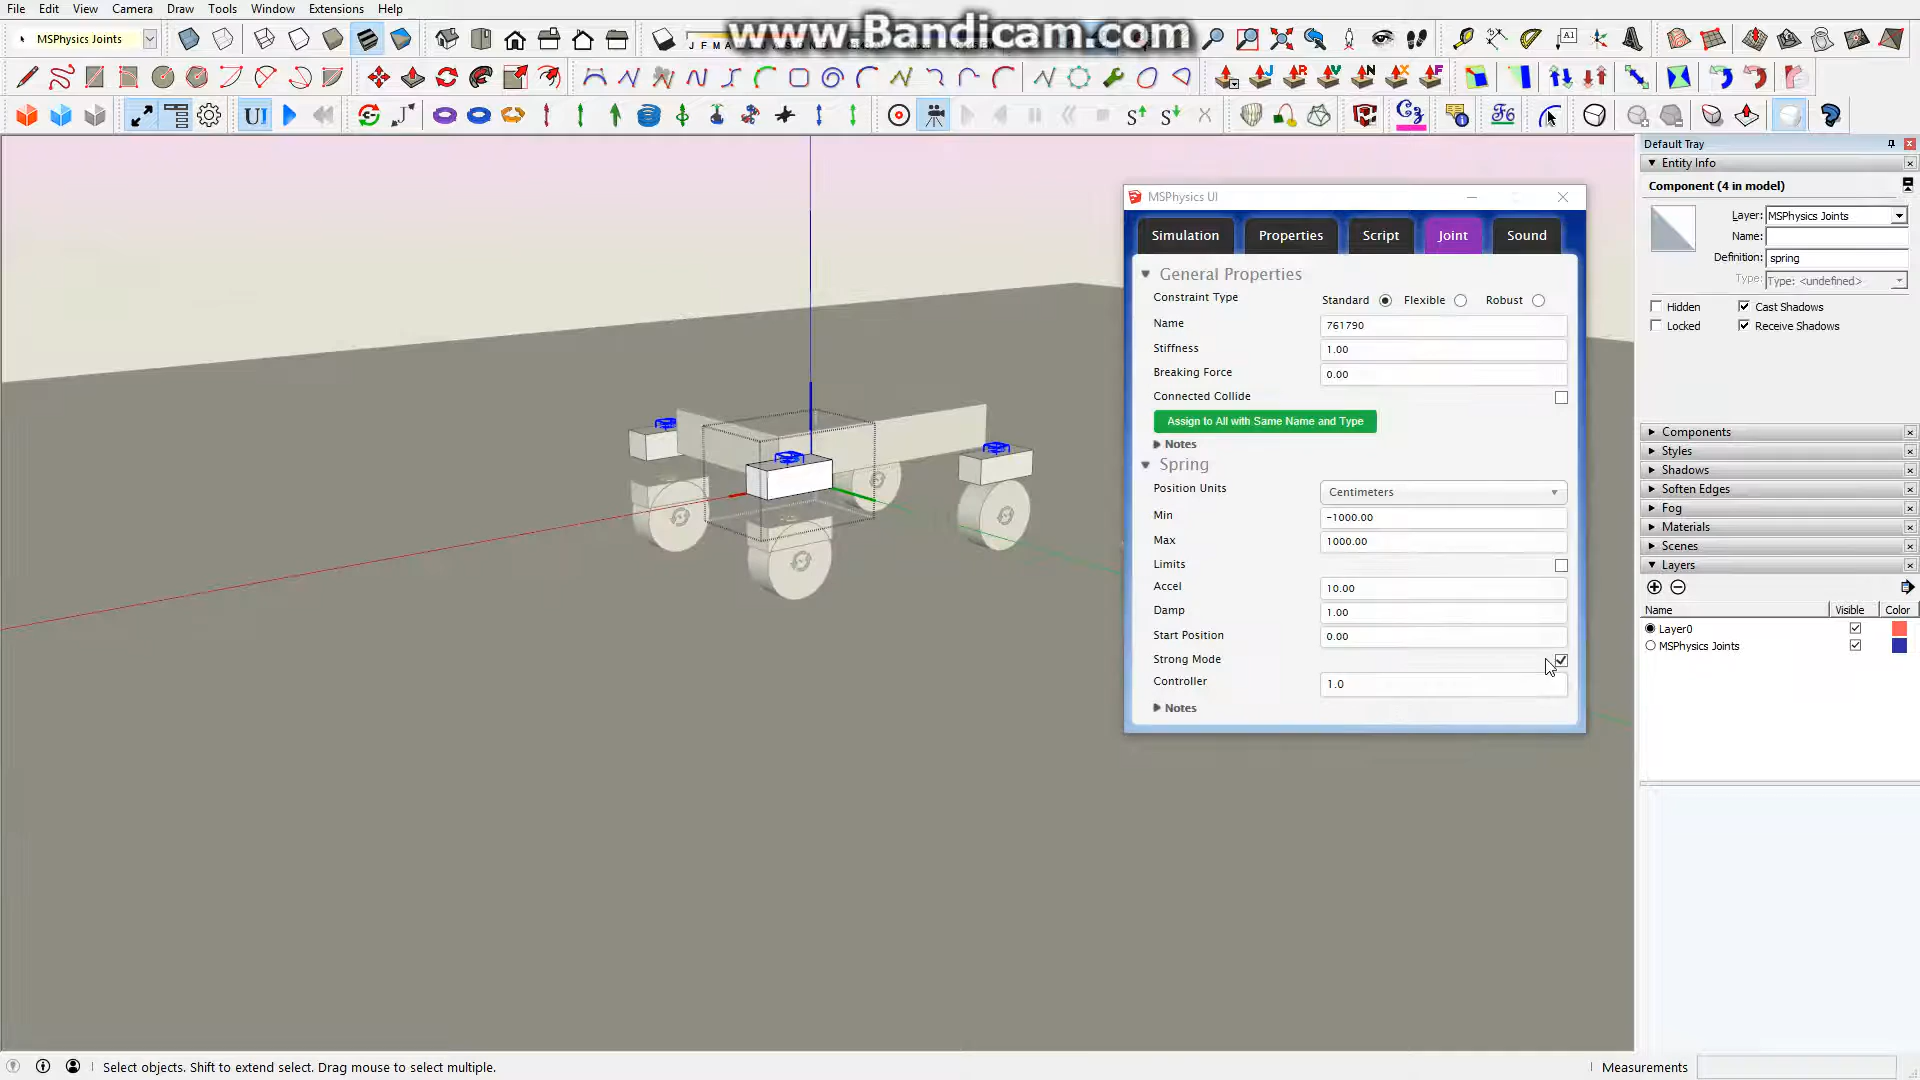 File Edit View Camera Draw Tools Window Extensions Help
MSPhysics Joints
www.Bandicam.com
J F M A M J
UI
Default Tray
Entity Info
Component (4 in model)
Layer: MSPhysics Joints
Name:
Definition: spring
Type: Type: <undefined>
Hidden Cast Shadows
Locked Receive Shadows
Components
Styles
Shadows
Soften Edges
Fog
Materials
Scenes
Layers
Name Visible Color
Layer0
MSPhysics Joints
MSPhysics UI
Simulation Properties Script Joint Sound
General Properties
Constraint Type Standard Flexible Robust
Name 761790
Stiffness 1.00
Breaking Force 0.00
Connected Collide
Assign to All with Same Name and Type
Notes
Spring
Position Units Centimeters
Min -1000.00
Max 1000.00
Limits
Accel 10.00
Damp 1.00
Start Position 0.00
Strong Mode
Controller 1.0
Notes
Select objects. Shift to extend select. Drag mouse to select multiple.
Measurements